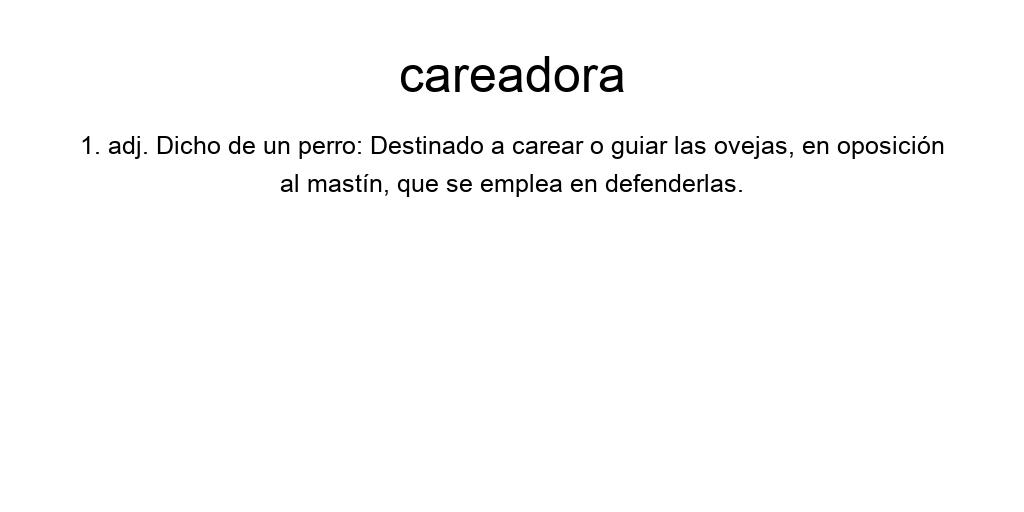 careadora
1. adj. Dicho de un perro: Destinado a carear o guiar las ovejas, en oposición
al mastín, que se emplea en defenderlas.